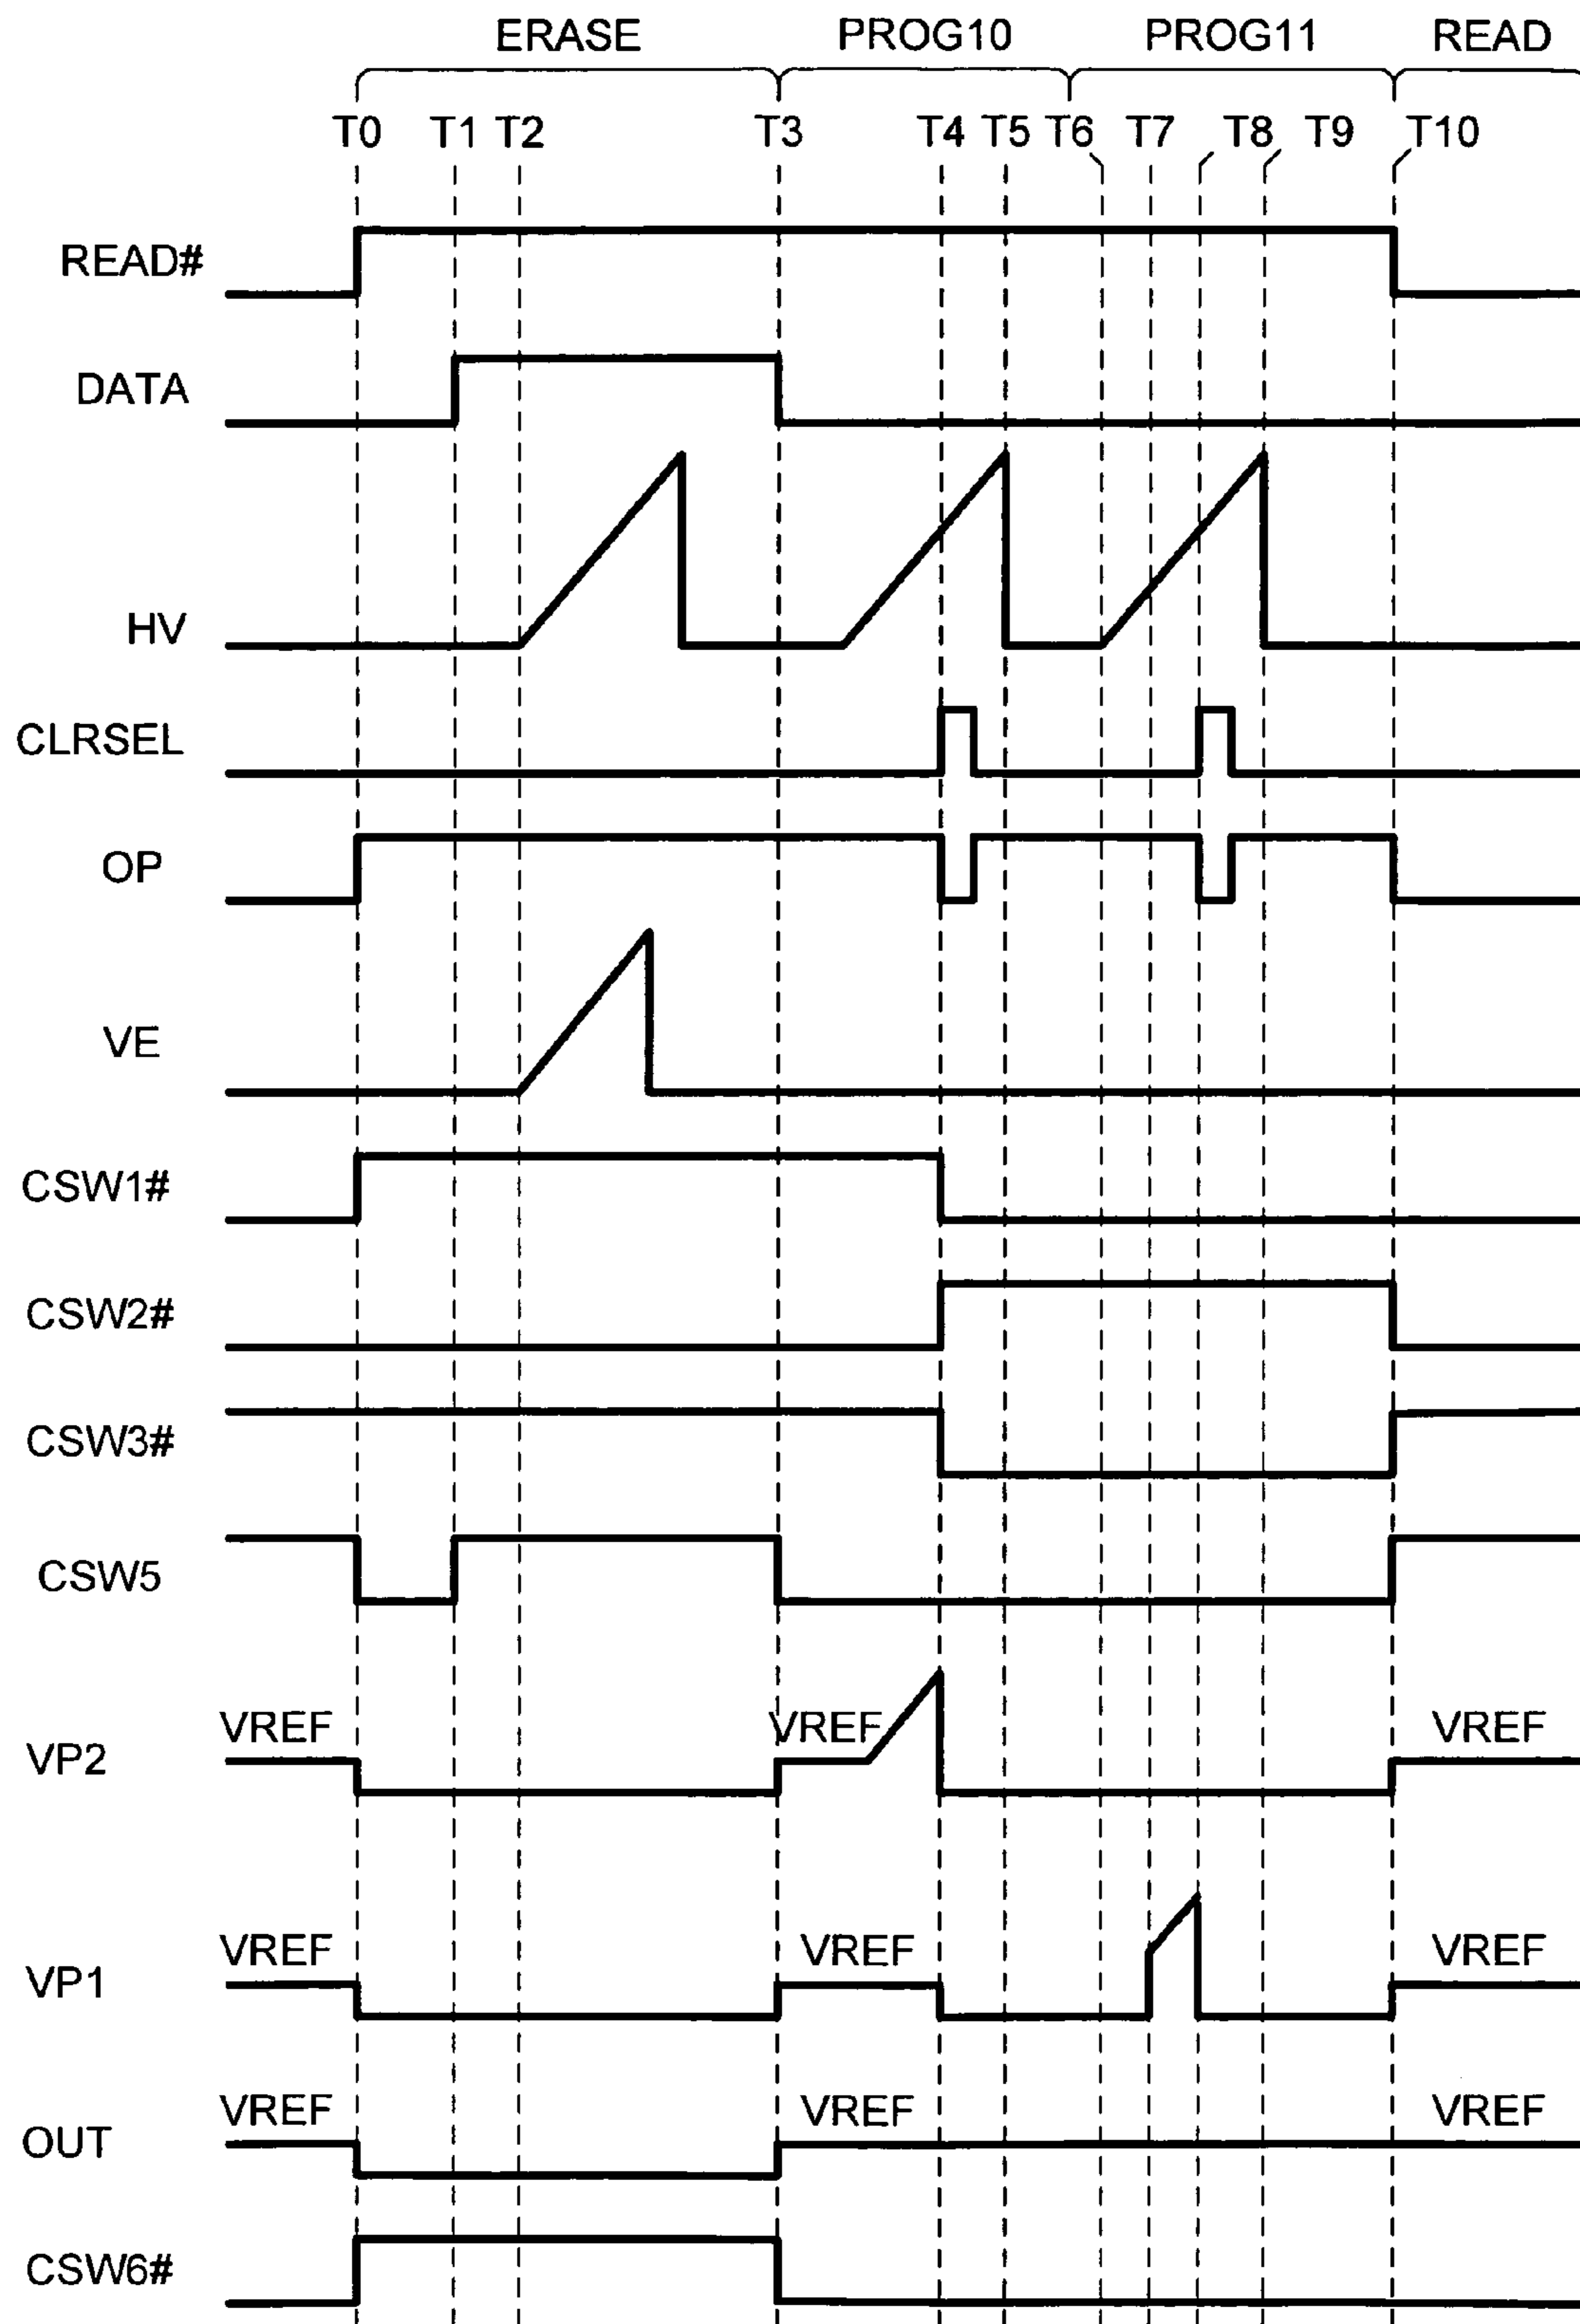 ERASE PROG10 PROG11 READ
T0 T1 T2 T3 T4 T5 T6 T7 T8 T9 T10
READ#
DATA
HV
CLRSEL
OP
VE
CSW1#
CSW2#
CSW3#
CSW5
VREF VREF VREF
VP2
VREF VREF VREF
VP1
VREF VREF VREF
OUT
CSW6#